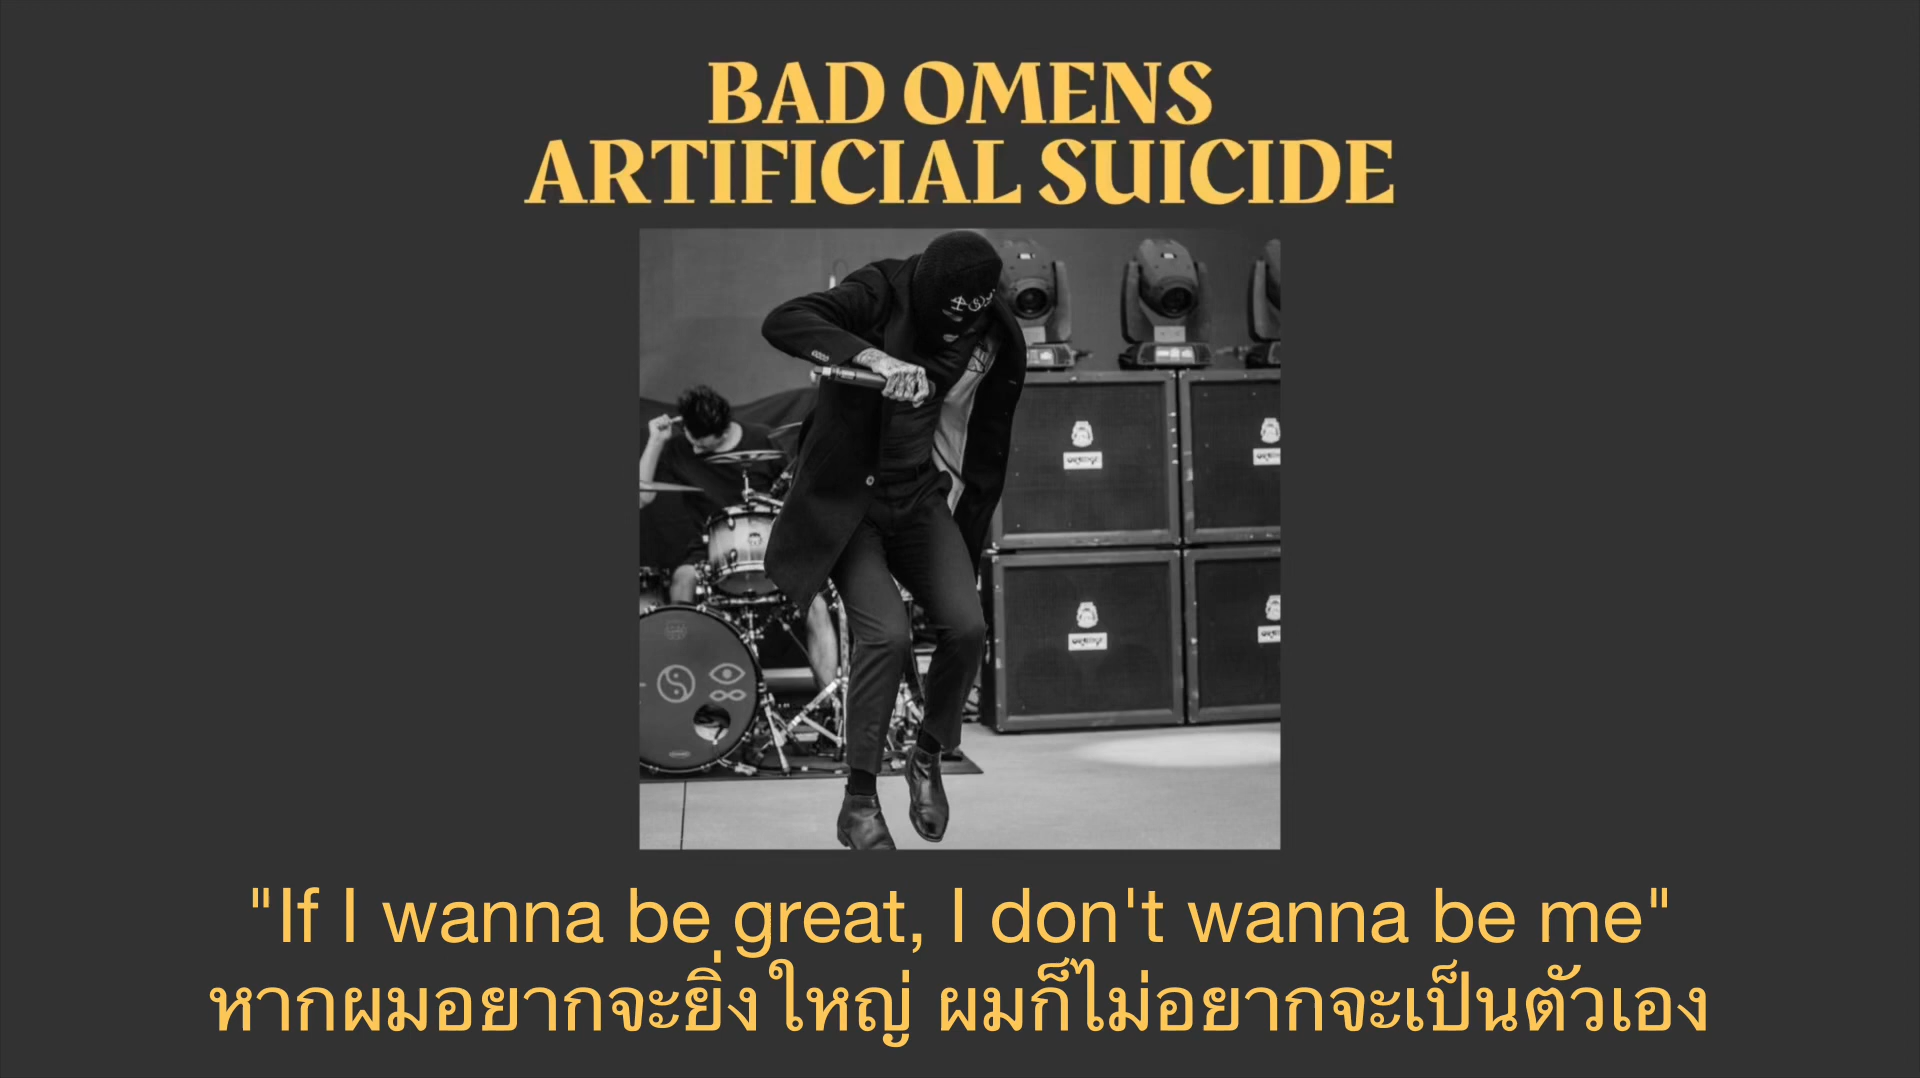 BAD OMENS
ARTIFICIAL SUICIDE
"If I wanna be great, I don't wanna be me"
หากผมอยากจะยิ่งใหญ่ ผมก็ไม่อยากจะเป็นตัวเอง